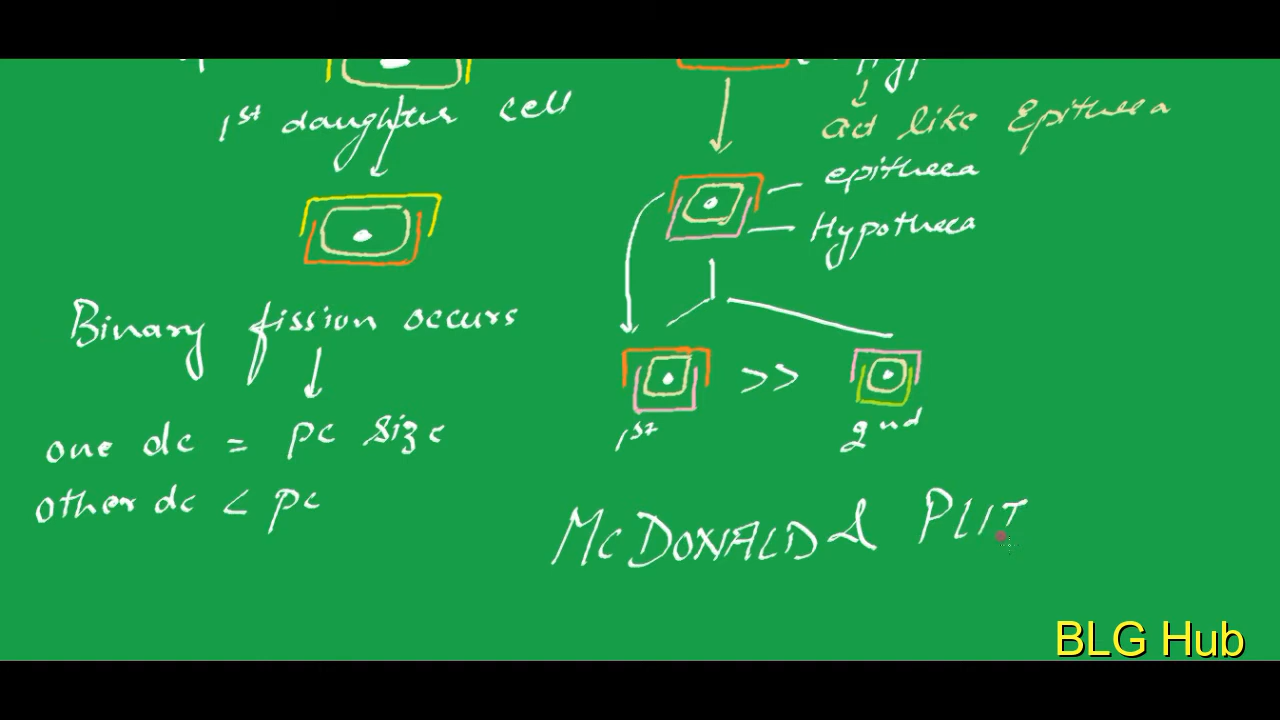 1st daughter cell
Binary fission occurs
one dc = pc size
other dc < pc
act like Epitheca
epitheca
Hypotheca
1st >> 2nd
McDONALD & PLIT
BLG Hub